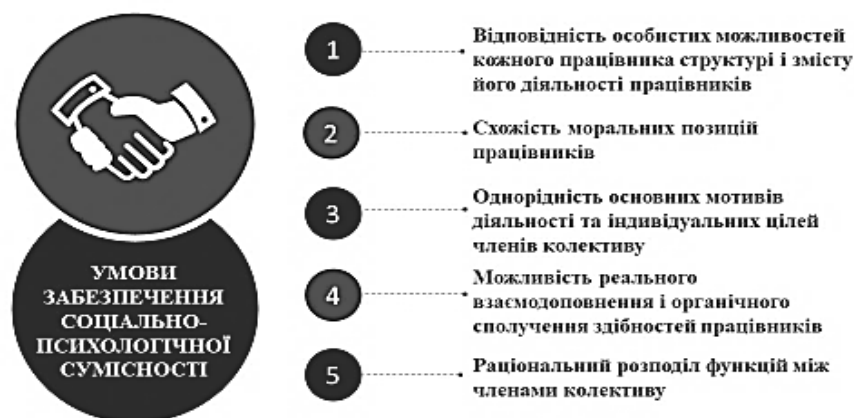 1
Відповідність особистих можливостей
кожного працівника структурі і змісту
його діяльності працівників
2
Схожість моральних позицій
працівників
3
Однорідність основних мотивів
діяльності та індивідуальних цілей
членів колективу
4
Можливість реального
взаємодоповнення і органічного
сполучення здібностей працівників
5
Раціональний розподіл функцій між
членами колективу
УМОВИ
ЗАБЕЗПЕЧЕННЯ
СОЦІАЛЬНО-
ПСИХОЛОГІЧНОЇ
СУМІСНОСТІ